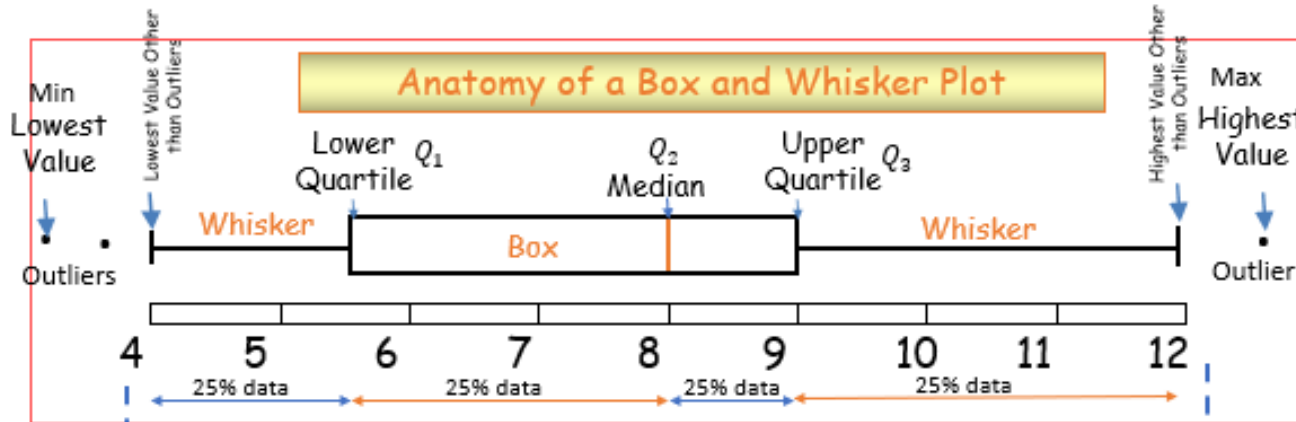 Anatomy of a Box and Whisker Plot
Min
Lowest
Value
Lowest Value Other
than Outliers
Lower
Quartile Q₁
Q₂
Median
Upper
Quartile Q₃
Highest Value Other
than Outliers
Max
Highest
Value
Whisker
Box
Whisker
Outliers
Outlier
4 5 6 7 8 9 10 11 12
25% data 25% data 25% data 25% data